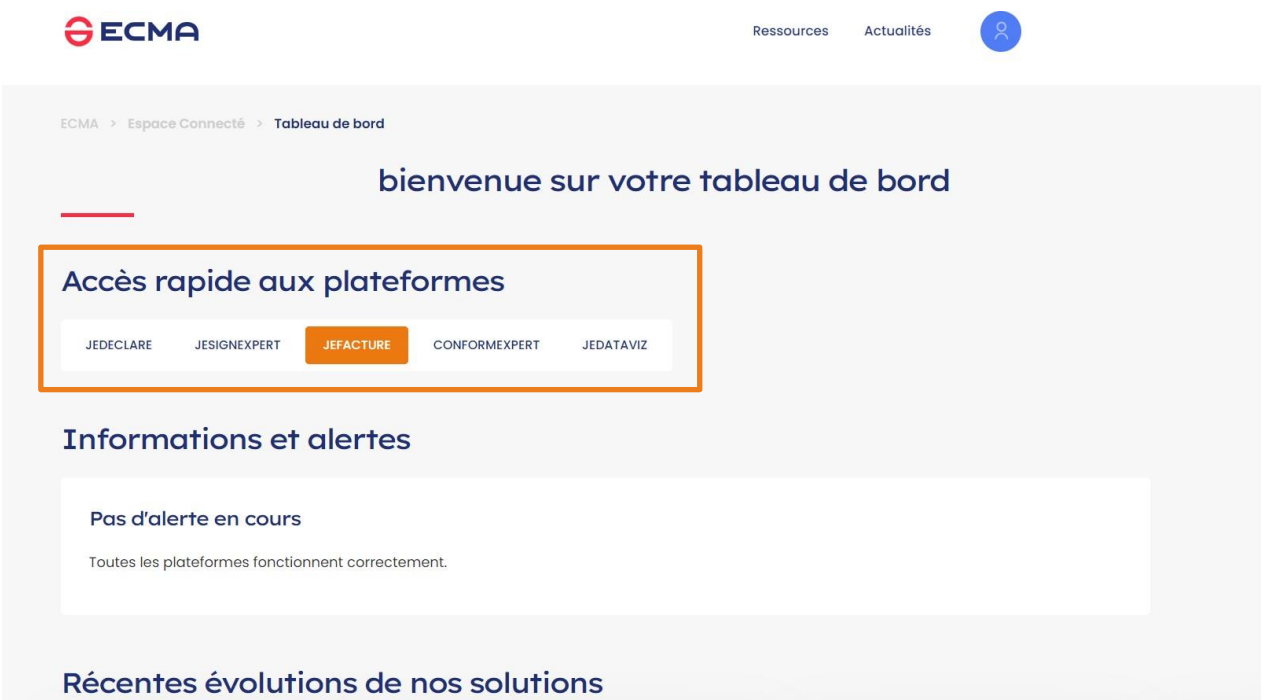 ECMA
Ressources Actualités
ECMA > Espace Connecté > Tableau de bord
bienvenue sur votre tableau de bord
Accès rapide aux plateformes
JEDECLARE JESIGNEXPERT JEFACTURE CONFORMEXPERT JEDATAVIZ
Informations et alertes
Pas d'alerte en cours
Toutes les plateformes fonctionnent correctement.
Récentes évolutions de nos solutions